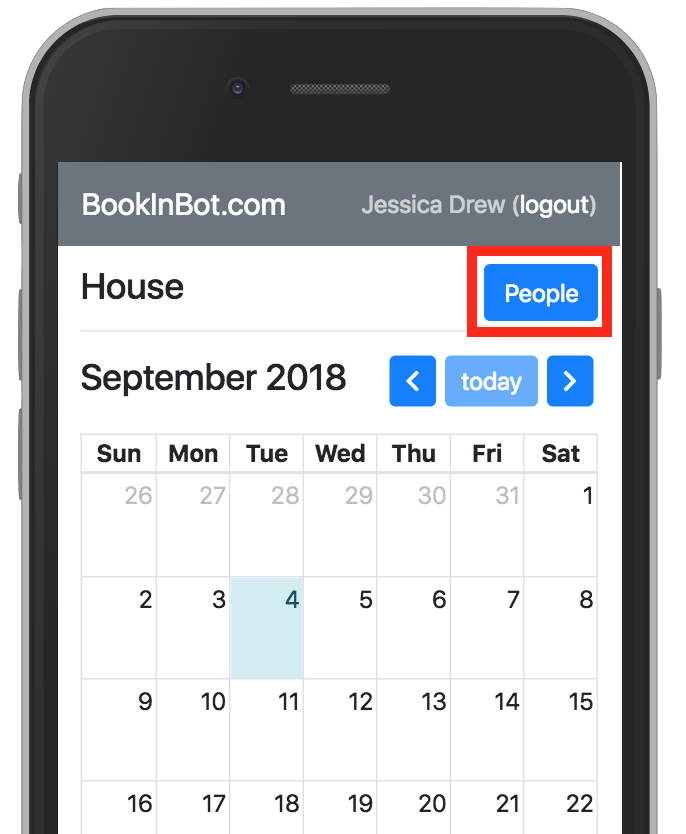 BookInBot.com Jessica Drew (logout)
House People
September 2018 today
Sun Mon Tue Wed Thu Fri Sat
26 27 28 29 30 31 1
2 3 4 5 6 7 8
9 10 11 12 13 14 15
16 17 18 19 20 21 22